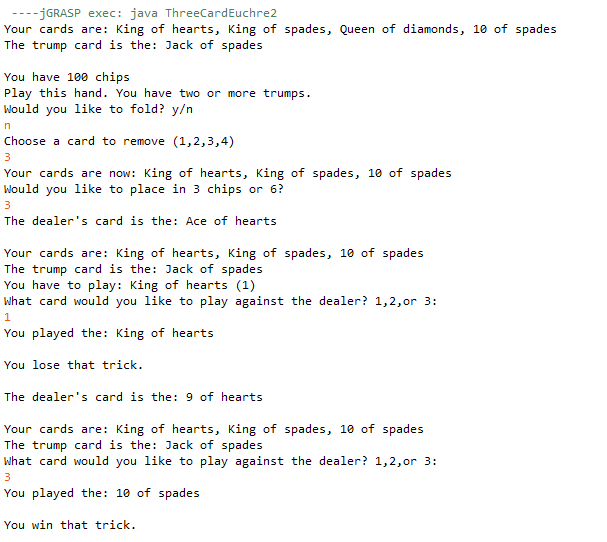 ----jGRASP exec: java ThreeCardEuchre2
Your cards are: King of hearts, King of spades, Queen of diamonds, 10 of spades
The trump card is the: Jack of spades
You have 100 chips
Play this hand. You have two or more trumps.
Would you like to fold? y/n
n
Choose a card to remove (1,2,3,4)
3
Your cards are now: King of hearts, King of spades, 10 of spades
Would you like to place in 3 chips or 6?
3
The dealer's card is the: Ace of hearts
Your cards are: King of hearts, King of spades, 10 of spades
The trump card is the: Jack of spades
You have to play: King of hearts (1)
What card would you like to play against the dealer? 1,2,or 3:
1
You played the: King of hearts
You lose that trick.
The dealer's card is the: 9 of hearts
Your cards are: King of hearts, King of spades, 10 of spades
The trump card is the: Jack of spades
What card would you like to play against the dealer? 1,2,or 3:
3
You played the: 10 of spades
You win that trick.